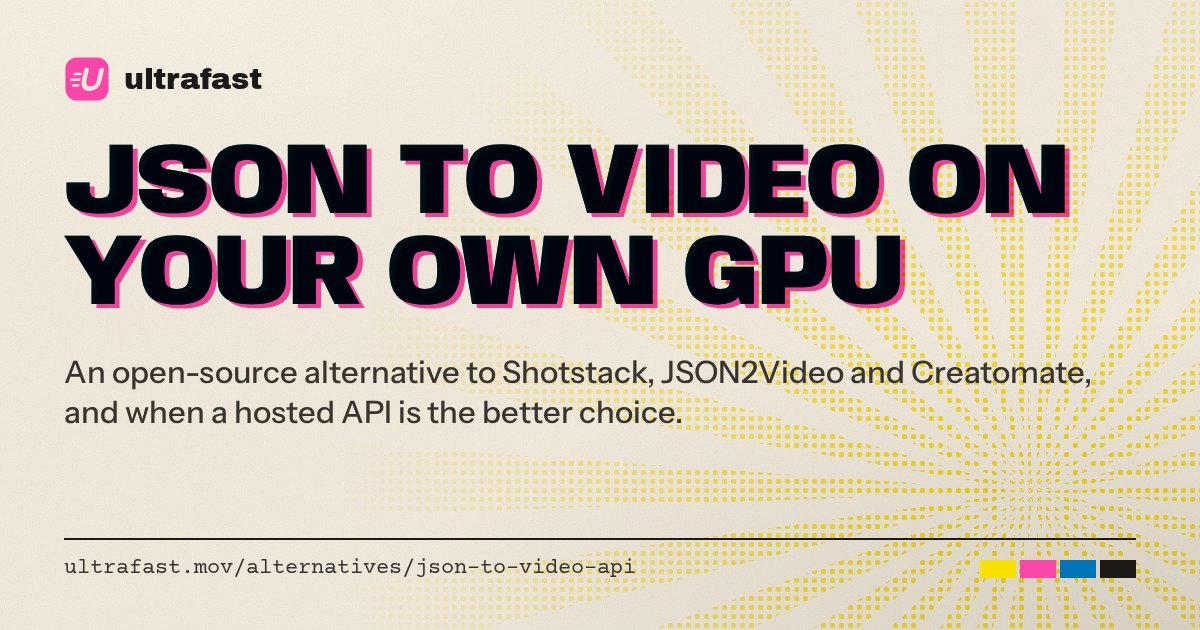 ultrafast
JSON TO VIDEO ON
YOUR OWN GPU
An open-source alternative to Shotstack, JSON2Video and Creatomate,
and when a hosted API is the better choice.
ultrafast.mov/alternatives/json-to-video-api